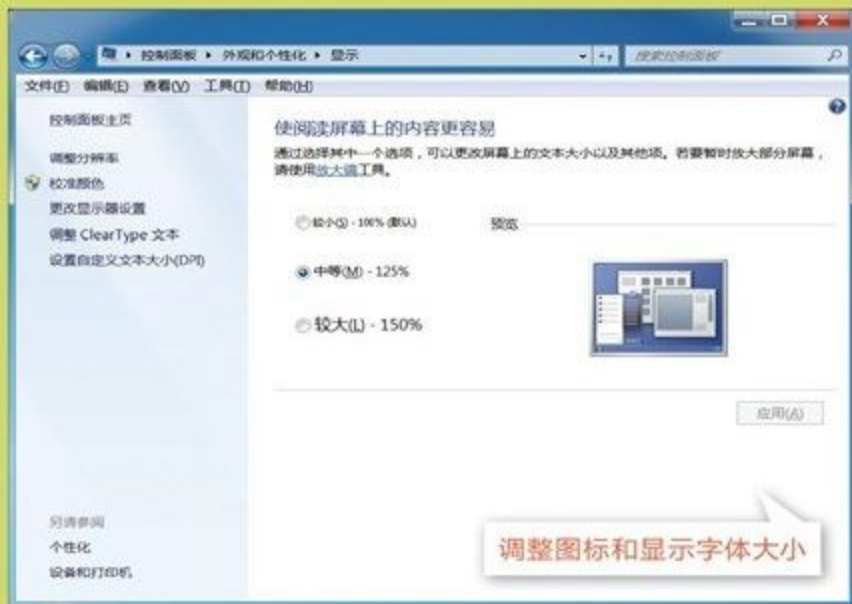 控制面板 ▸ 外观和个性化 ▸ 显示
搜索控制面板
文件(F) 编辑(E) 查看(V) 工具(T) 帮助(H)
控制面板主页
调整分辨率
校准颜色
更改显示器设置
调整 ClearType 文本
设置自定义文本大小(DPI)
使阅读屏幕上的内容更容易
通过选择其中一个选项，可以更改屏幕上的文本大小以及其他项。若要暂时放大部分屏幕，
请使用放大镜工具。
较小(S) - 100% (默认)
预览
中等(M) - 125%
较大(L) - 150%
应用(A)
另请参阅
个性化
设备和打印机
调整图标和显示字体大小